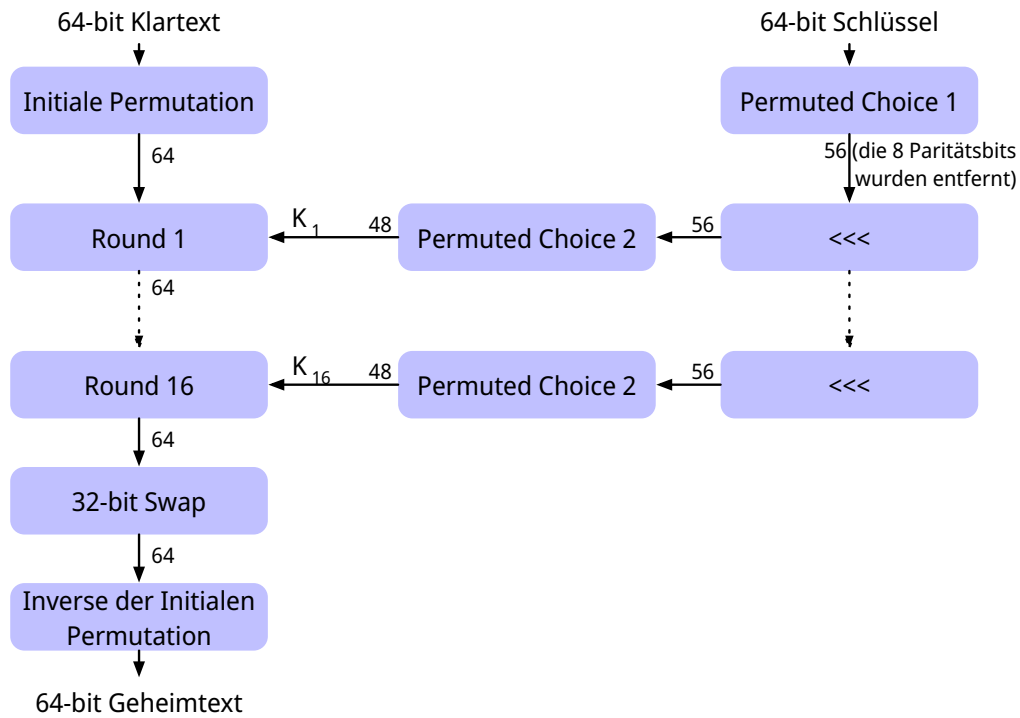 64-bit Klartext
64-bit Schlüssel
Initiale Permutation
Permuted Choice 1
64
56 (die 8 Paritätsbits
wurden entfernt)
Round 1
K 1
48
Permuted Choice 2
56
<<<
64
Round 16
K 16
48
Permuted Choice 2
56
<<<
64
32-bit Swap
64
Inverse der Initialen
Permutation
64-bit Geheimtext